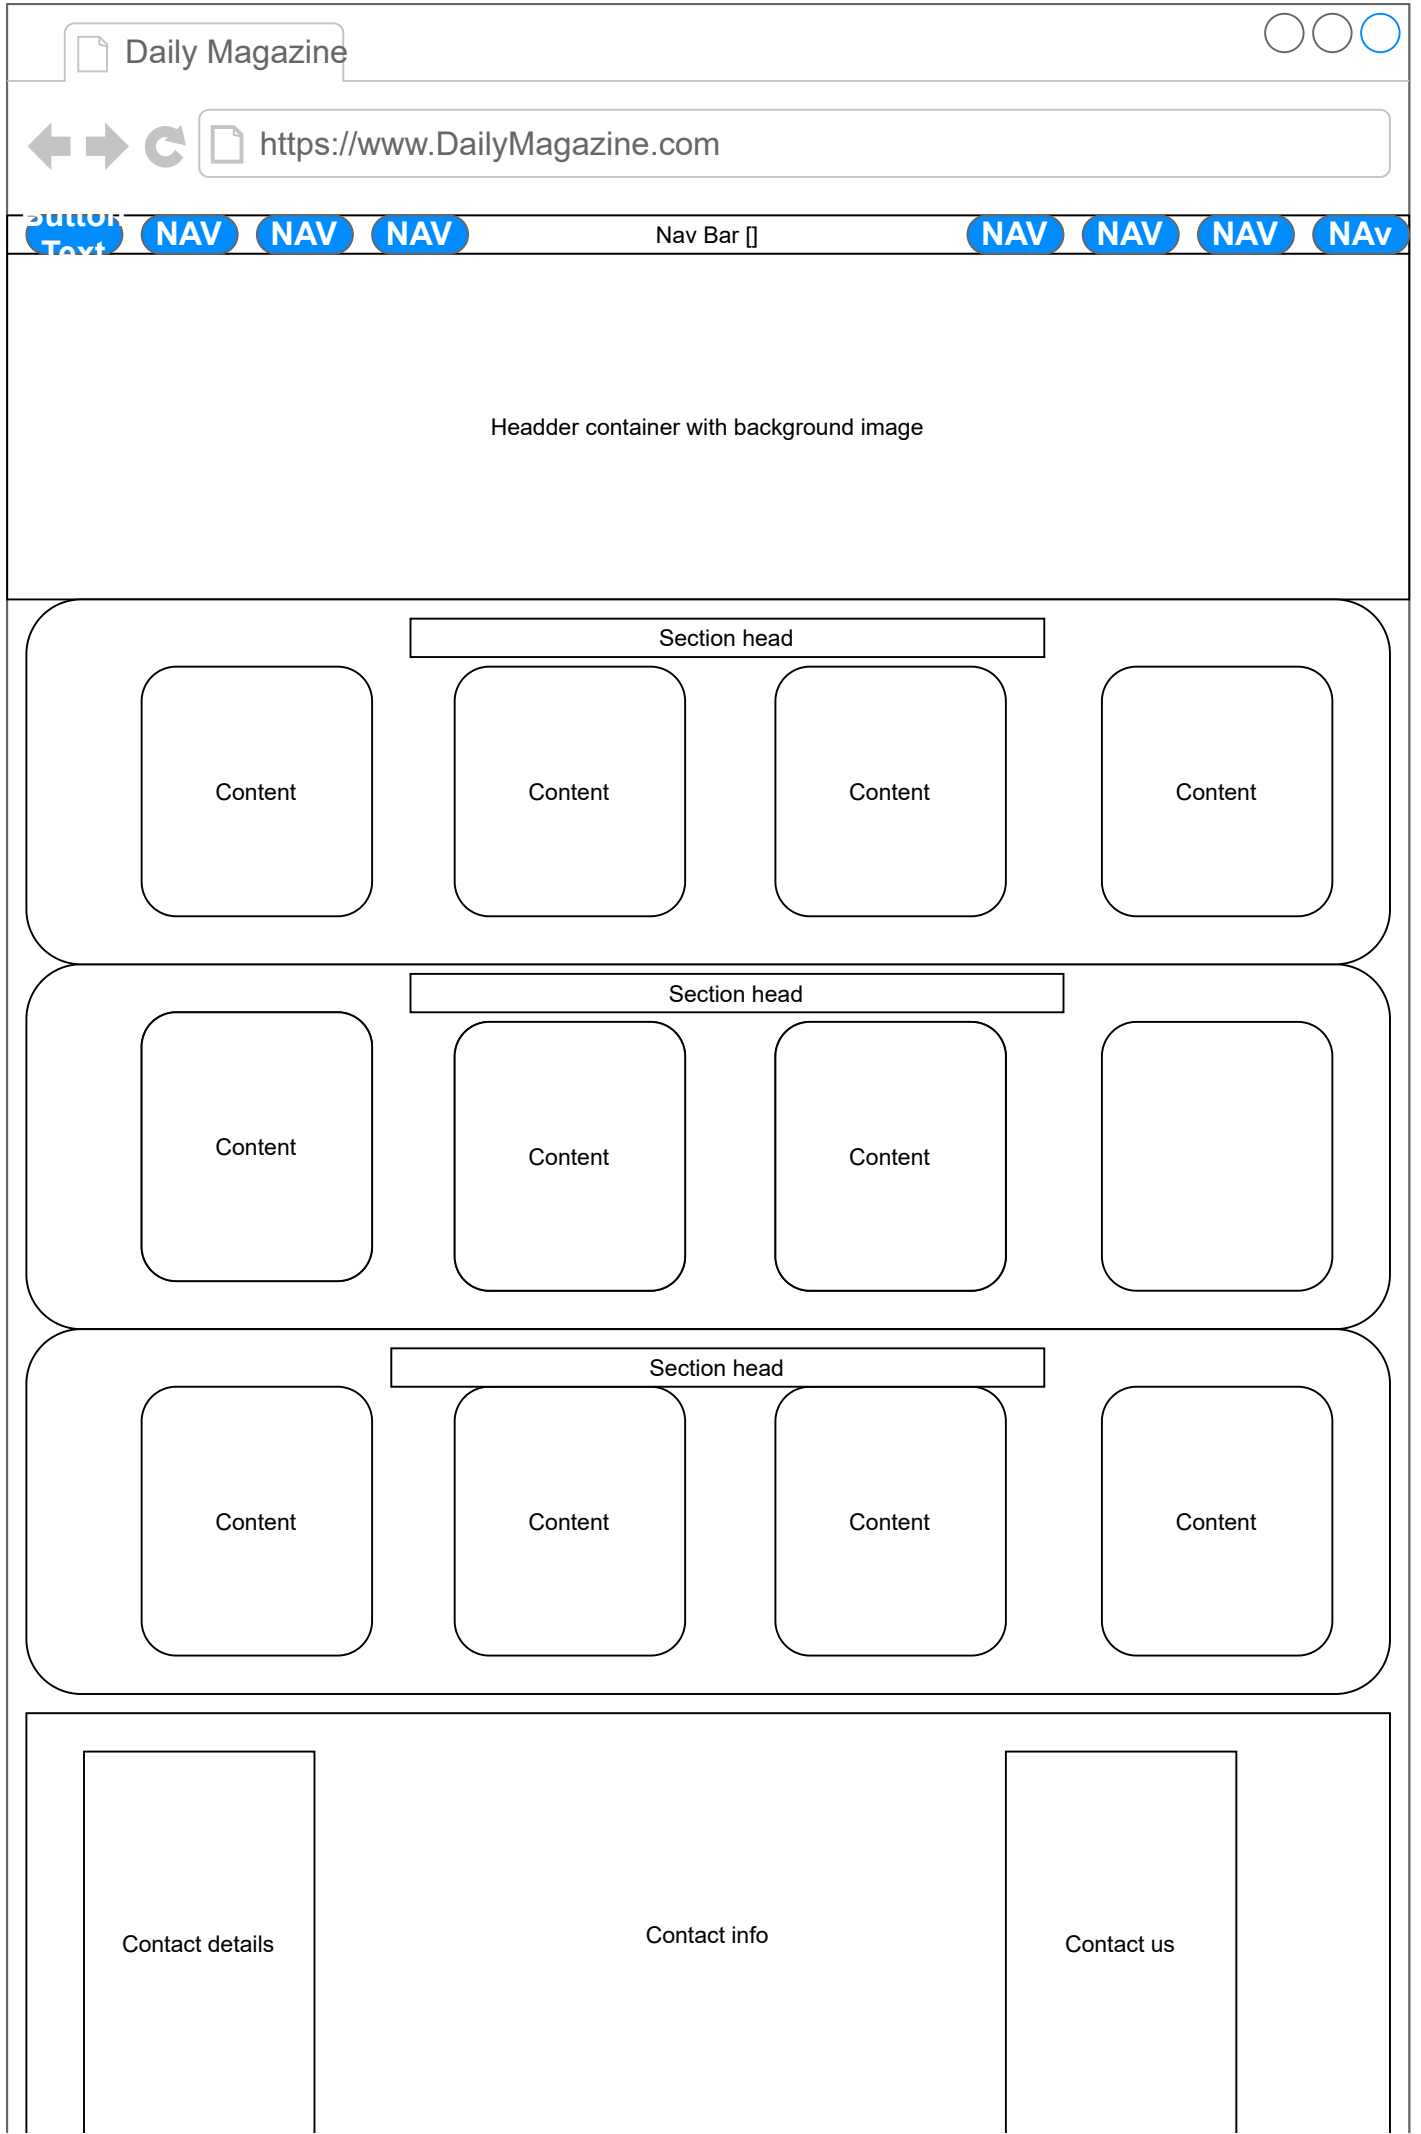 Daily Magazine
https://www.DailyMagazine.com
Button
Text
NAV
NAV
NAV
Nav Bar []
NAV
NAV
NAV
NAv
Headder container with background image
Section head
Content
Content
Content
Content
Section head
Content
Content
Content
Section head
Content
Content
Content
Content
Contact details
Contact info
Contact us